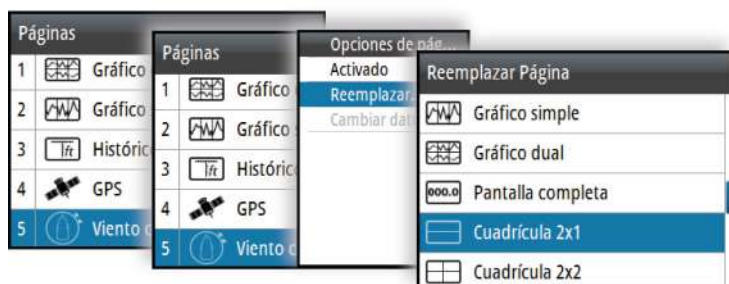 Páginas
1 Gráfico
2 Gráfico
3 Históric
4 GPS
5 Viento
Páginas
1 Gráfico
2 Gráfico
3 Históric
4 GPS
5 Viento
Opciones de pág...
Activado
Reemplazar
Cambiar dat
Reemplazar Página
Gráfico simple
Gráfico dual
000.0 Pantalla completa
Cuadrícula 2x1
Cuadrícula 2x2